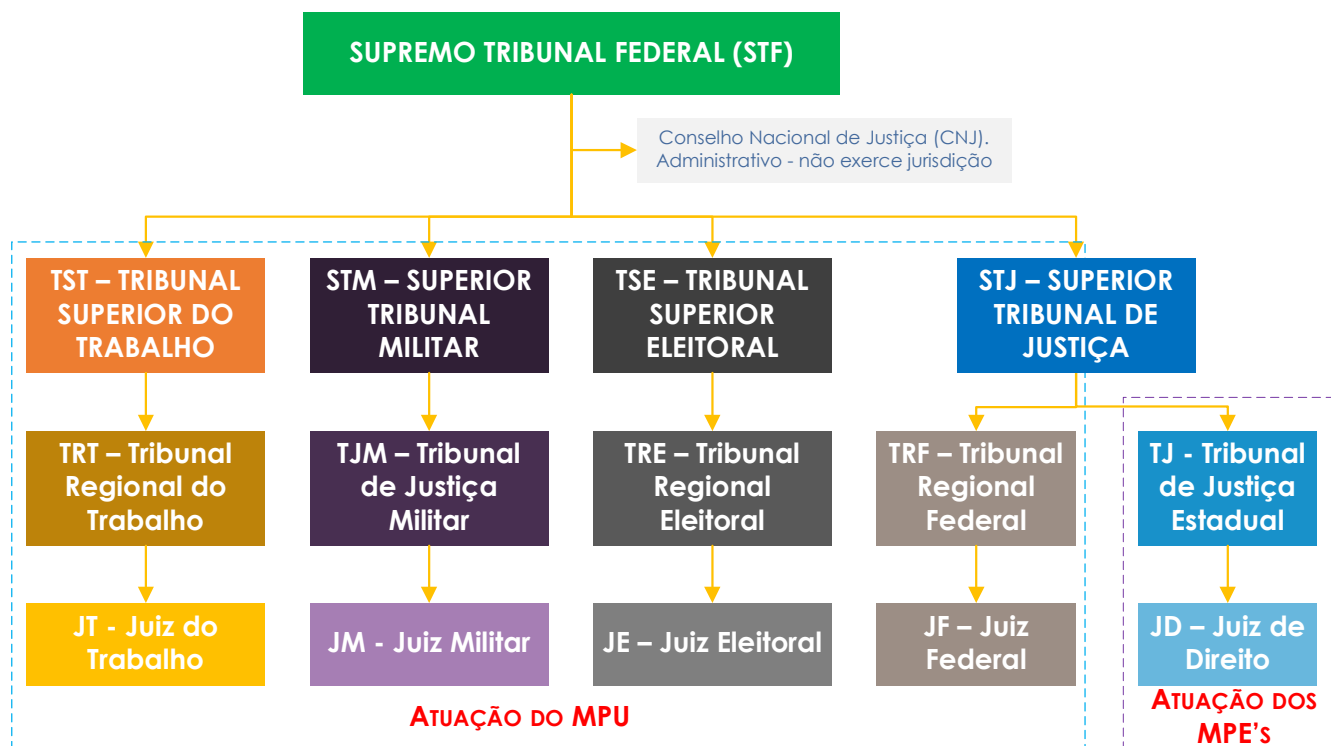 SUPREMO TRIBUNAL FEDERAL (STF)
Conselho Nacional de Justiça (CNJ).
Administrativo - não exerce jurisdição
TST – TRIBUNAL
SUPERIOR DO
TRABALHO
STM – SUPERIOR
TRIBUNAL
MILITAR
TSE – TRIBUNAL
SUPERIOR
ELEITORAL
STJ – SUPERIOR
TRIBUNAL DE
JUSTIÇA
TRT – Tribunal
Regional do
Trabalho
TJM – Tribunal
de Justiça
Militar
TRE – Tribunal
Regional
Eleitoral
TRF – Tribunal
Regional
Federal
TJ - Tribunal
de Justiça
Estadual
JT - Juiz do
Trabalho
JM - Juiz Militar
JE – Juiz Eleitoral
JF – Juiz
Federal
JD – Juiz de
Direito
ATUAÇÃO DO MPU
ATUAÇÃO DOS
MPE'S